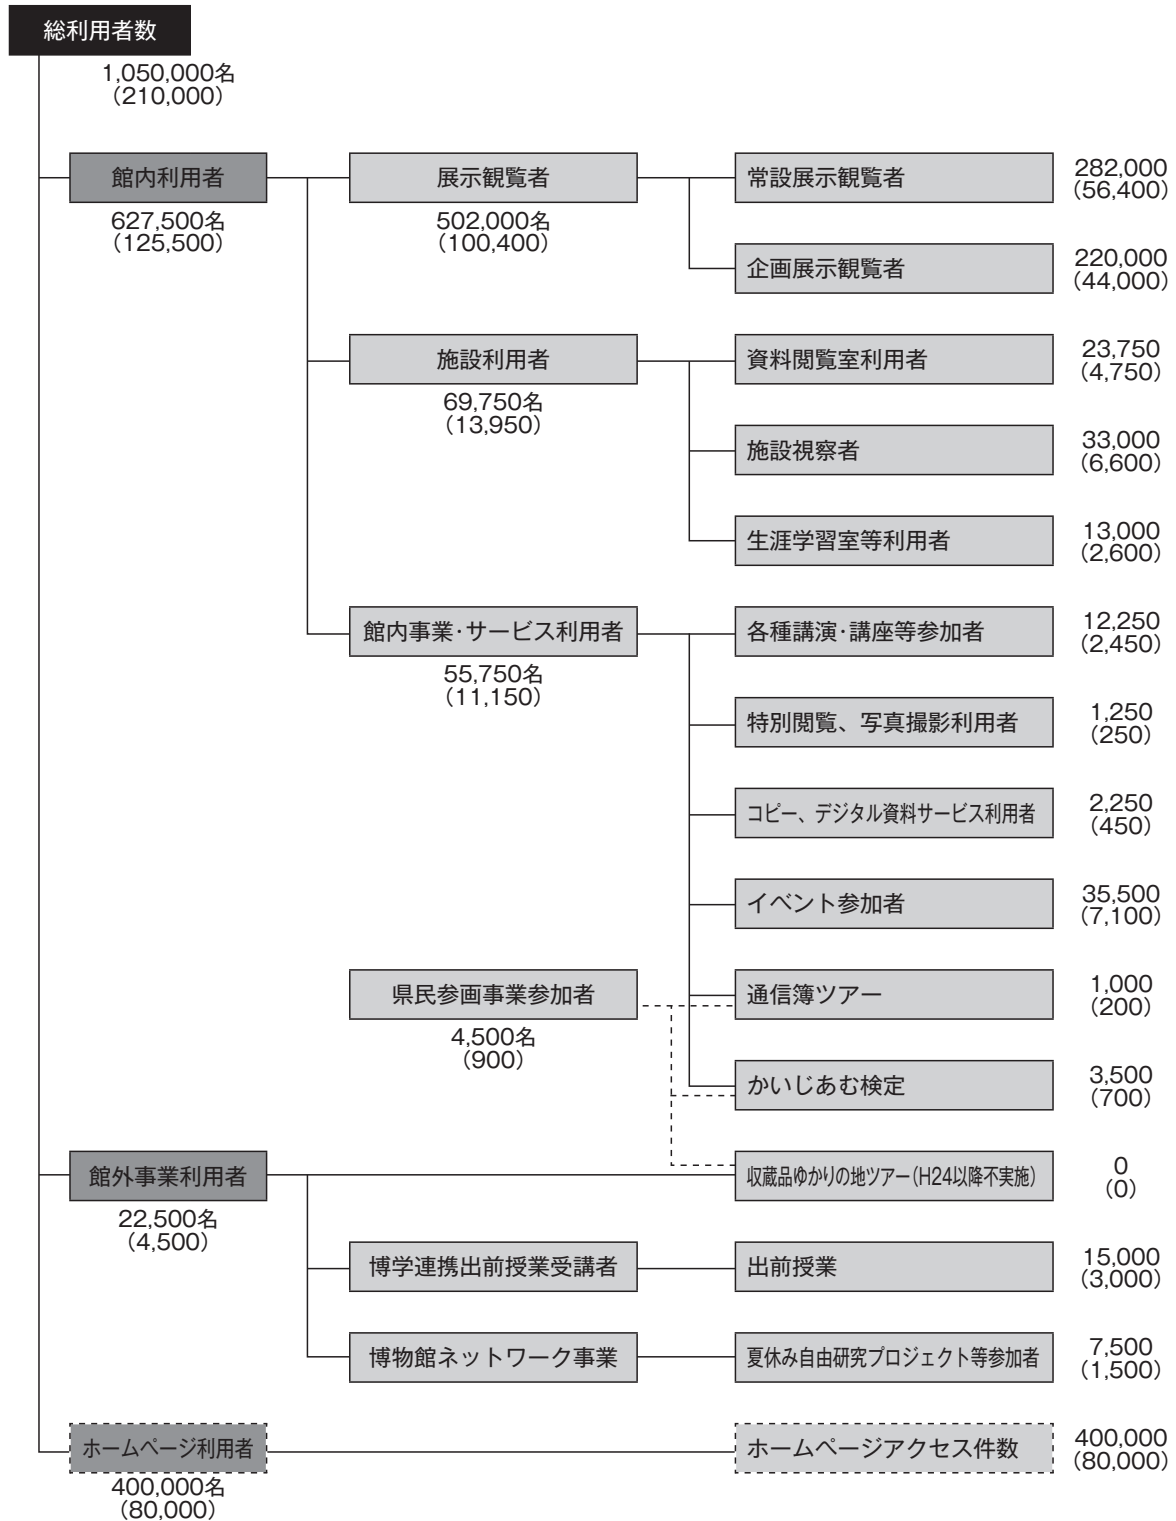 総利用者数
1,050,000名
(210,000)
館内利用者
627,500名
(125,500)
展示観覧者
502,000名
(100,400)
常設展示観覧者
282,000
(56,400)
企画展示観覧者
220,000
(44,000)
施設利用者
69,750名
(13,950)
資料閲覧室利用者
23,750
(4,750)
施設視察者
33,000
(6,600)
生涯学習室等利用者
13,000
(2,600)
館内事業・サービス利用者
55,750名
(11,150)
各種講演・講座等参加者
12,250
(2,450)
特別閲覧、写真撮影利用者
1,250
(250)
コピー、デジタル資料サービス利用者
2,250
(450)
イベント参加者
35,500
(7,100)
県民参画事業参加者
4,500名
(900)
通信簿ツアー
1,000
(200)
かいじあむ検定
3,500
(700)
館外事業利用者
22,500名
(4,500)
収蔵品ゆかりの地ツアー(H24以降不実施)
0
(0)
博学連携出前授業受講者
出前授業
15,000
(3,000)
博物館ネットワーク事業
夏休み自由研究プロジェクト等参加者
7,500
(1,500)
ホームページ利用者
400,000名
(80,000)
ホームページアクセス件数
400,000
(80,000)